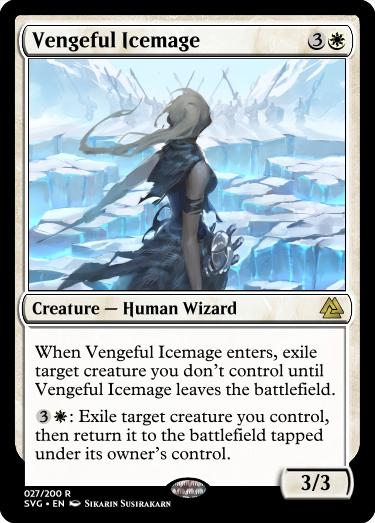 Vengeful Icemage 3
Creature — Human Wizard
When Vengeful Icemage enters, exile
target creature you don't control until
Vengeful Icemage leaves the battlefield.
3 : Exile target creature you control,
then return it to the battlefield tapped
under its owner's control.
3/3
027/200 R
SVG • EN Sikarin Susirakarn